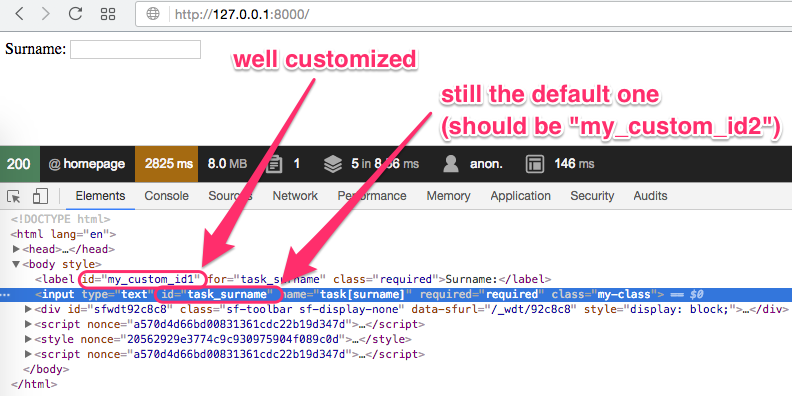 http://127.0.0.1:8000/
Surname:
well customized
still the default one
(should be "my_custom_id2")
200 @ homepage 2825 ms 8.0 MB 1 5 in 8.56 ms anon. 146 ms
Elements Console Sources Network Performance Memory Application Security Audits
<!DOCTYPE html>
<html lang="en">
▶<head>…</head>
▼<body style>
<label id="my_custom_id1" for="task_surname" class="required">Surname:</label>
… <input type="text" id="task_surname" name="task[surname]" required="required" class="my-class"> == $0
▶<div id="sfwdt92c8c8" class="sf-toolbar sf-display-none" data-sfurl="/_wdt/92c8c8" style="display: block;">…</div>
▶<script nonce="a570d4d66bd00831361cdc22b19d347d">…</script>
▶<style nonce="20562929e3774c9c930975904f089c0d">…</style>
▶<script nonce="a570d4d66bd00831361cdc22b19d347d">…</script>
</body>
</html>